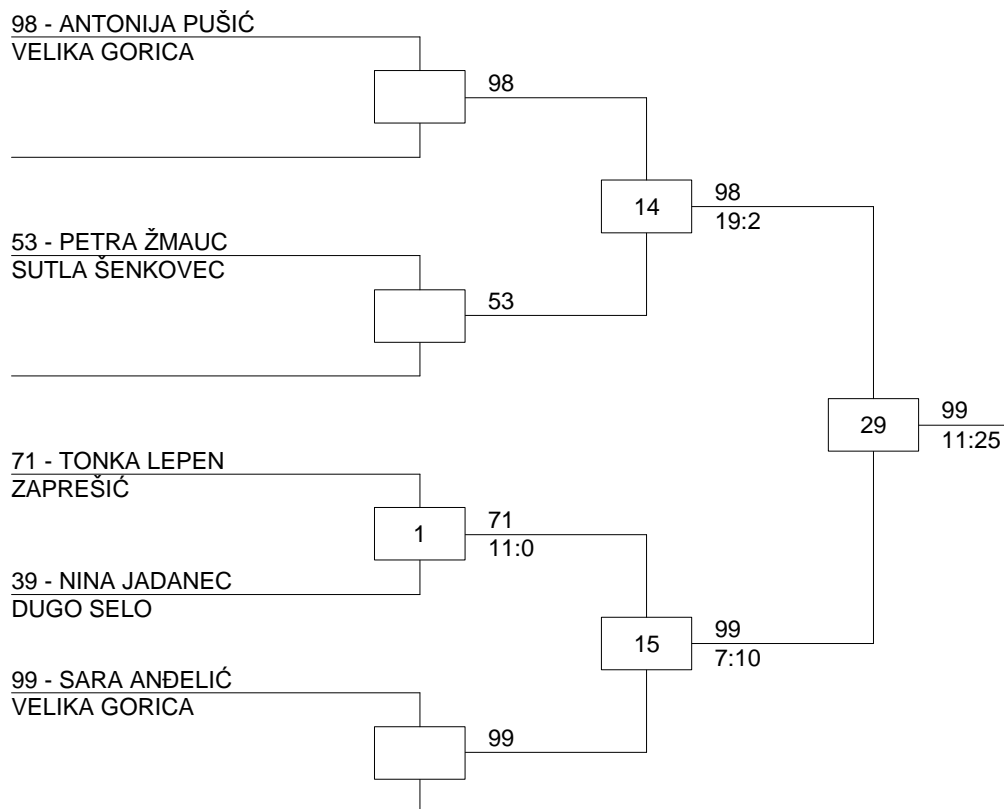 98 - ANTONIJA PUŠIĆ
VELIKA GORICA
98
14
98
19:2
53 - PETRA ŽMAUC
SUTLA ŠENKOVEC
53
29
99
11:25
71 - TONKA LEPEN
ZAPREŠIĆ
1
71
11:0
39 - NINA JADANEC
DUGO SELO
15
99
7:10
99 - SARA ANĐELIĆ
VELIKA GORICA
99